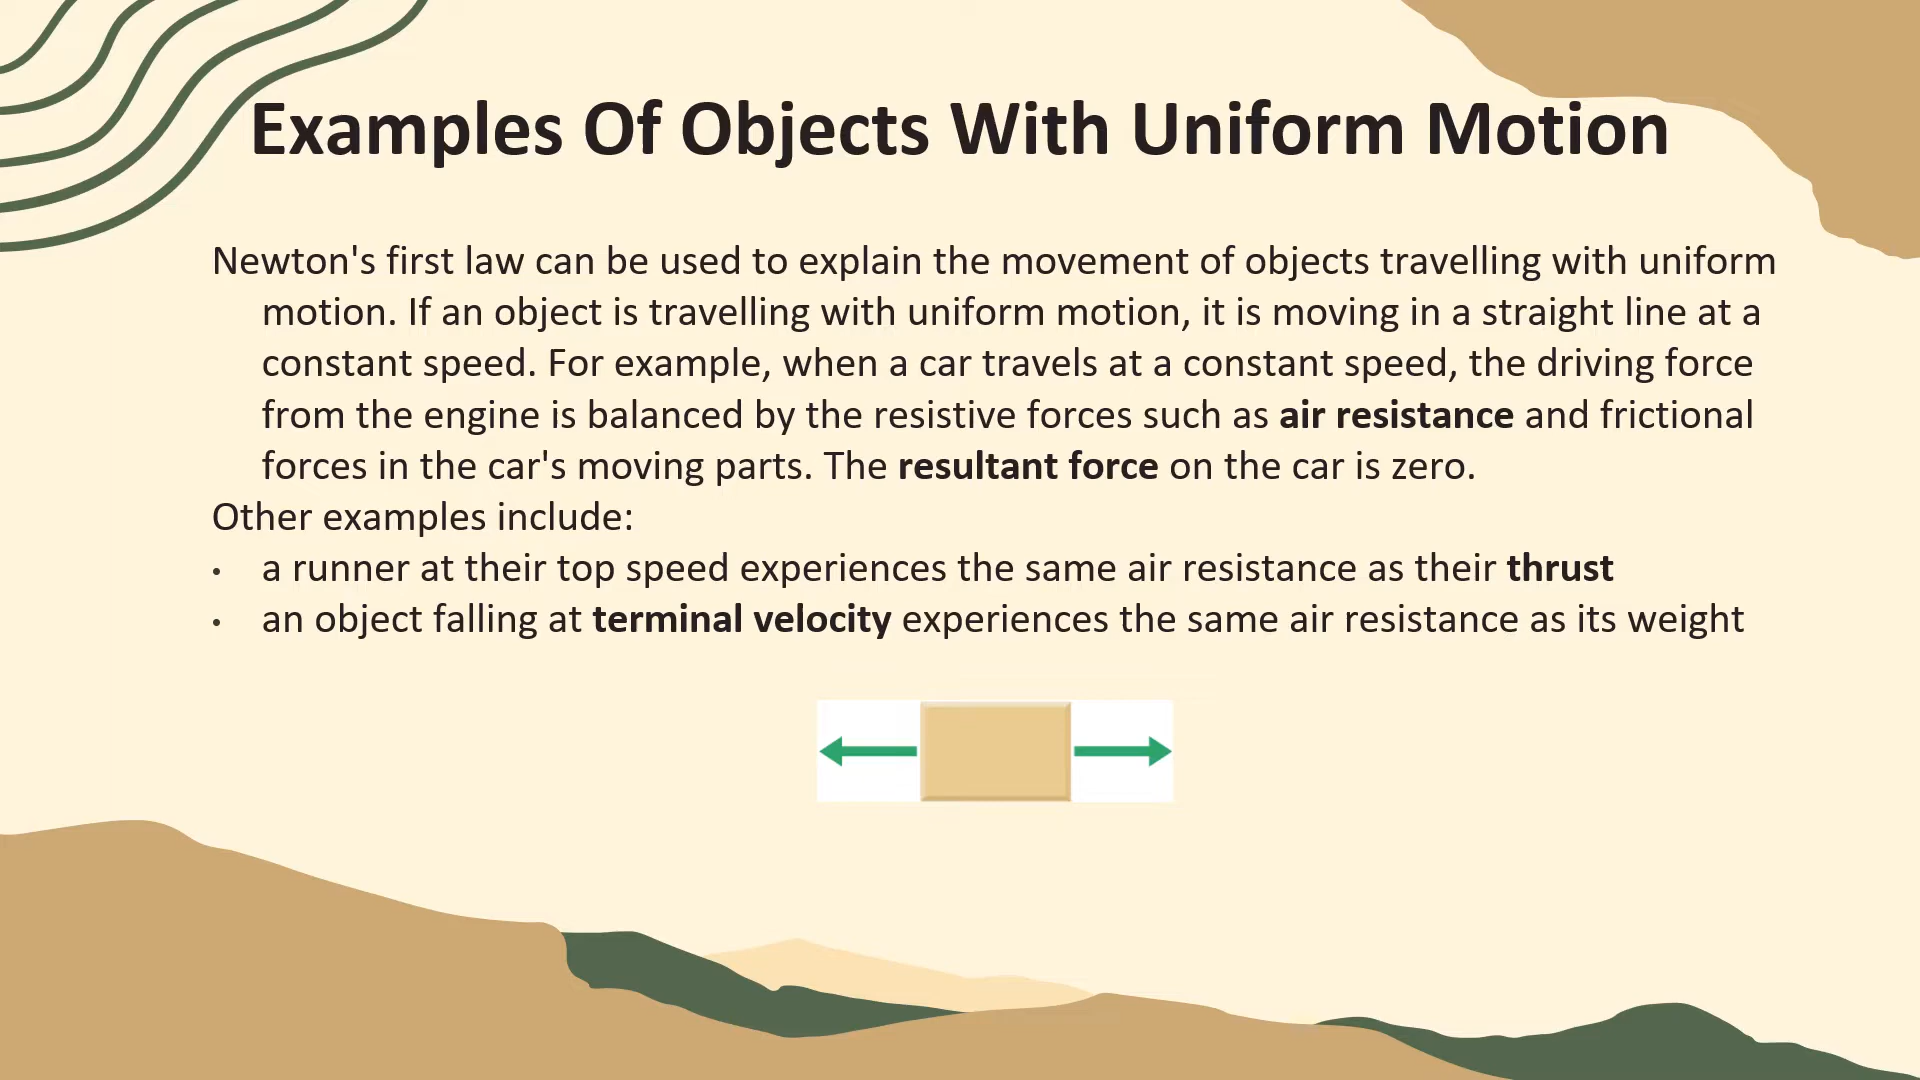 Examples Of Objects With Uniform Motion
Newton's first law can be used to explain the movement of objects travelling with uniform
motion. If an object is travelling with uniform motion, it is moving in a straight line at a
constant speed. For example, when a car travels at a constant speed, the driving force
from the engine is balanced by the resistive forces such as air resistance and frictional
forces in the car's moving parts. The resultant force on the car is zero.
Other examples include:
• a runner at their top speed experiences the same air resistance as their thrust
• an object falling at terminal velocity experiences the same air resistance as its weight